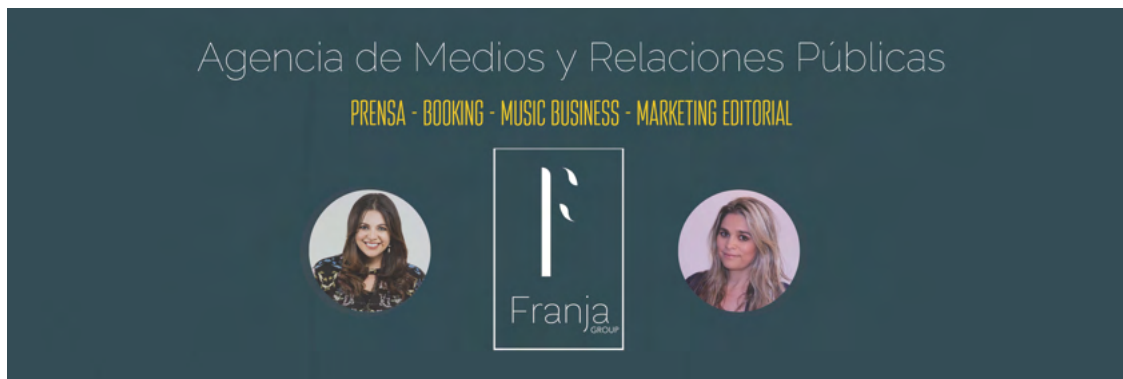 Agencia de Medios y Relaciones Públicas
PRENSA - BOOKING - MUSIC BUSINESS - MARKETING EDITORIAL
F
Franja
GROUP